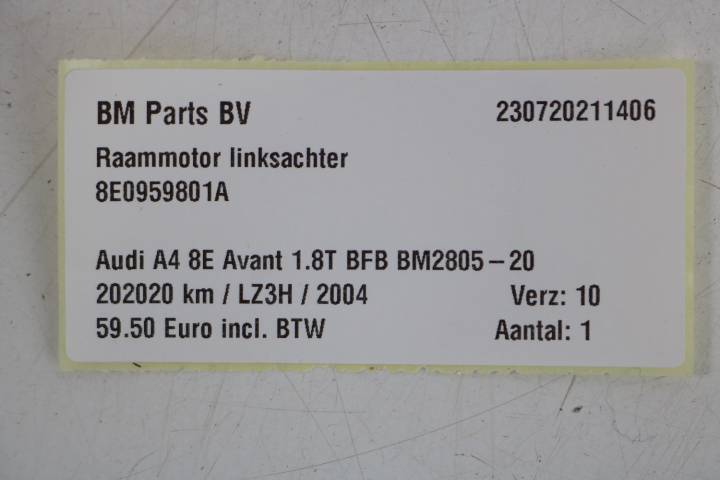 BM Parts BV 230720211406
Raammotor linksachter
8E0959801A
Audi A4 8E Avant 1.8T BFB BM2805-20
202020 km / LZ3H / 2004 Verz: 10
59.50 Euro incl. BTW Aantal: 1